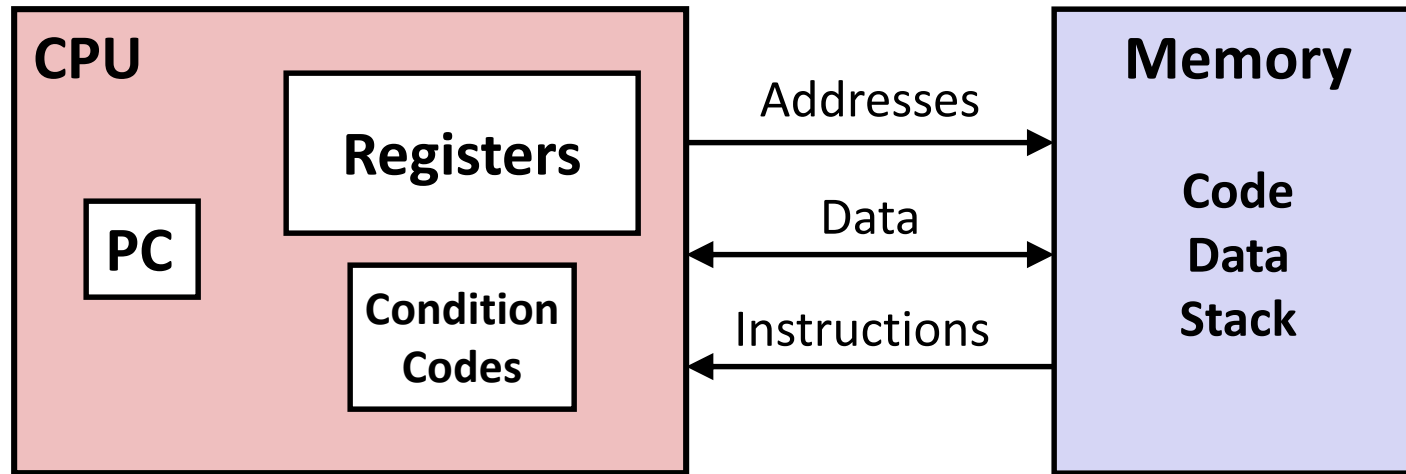 CPU
Registers
PC
Condition
Codes
Addresses
Data
Instructions
Memory
Code
Data
Stack